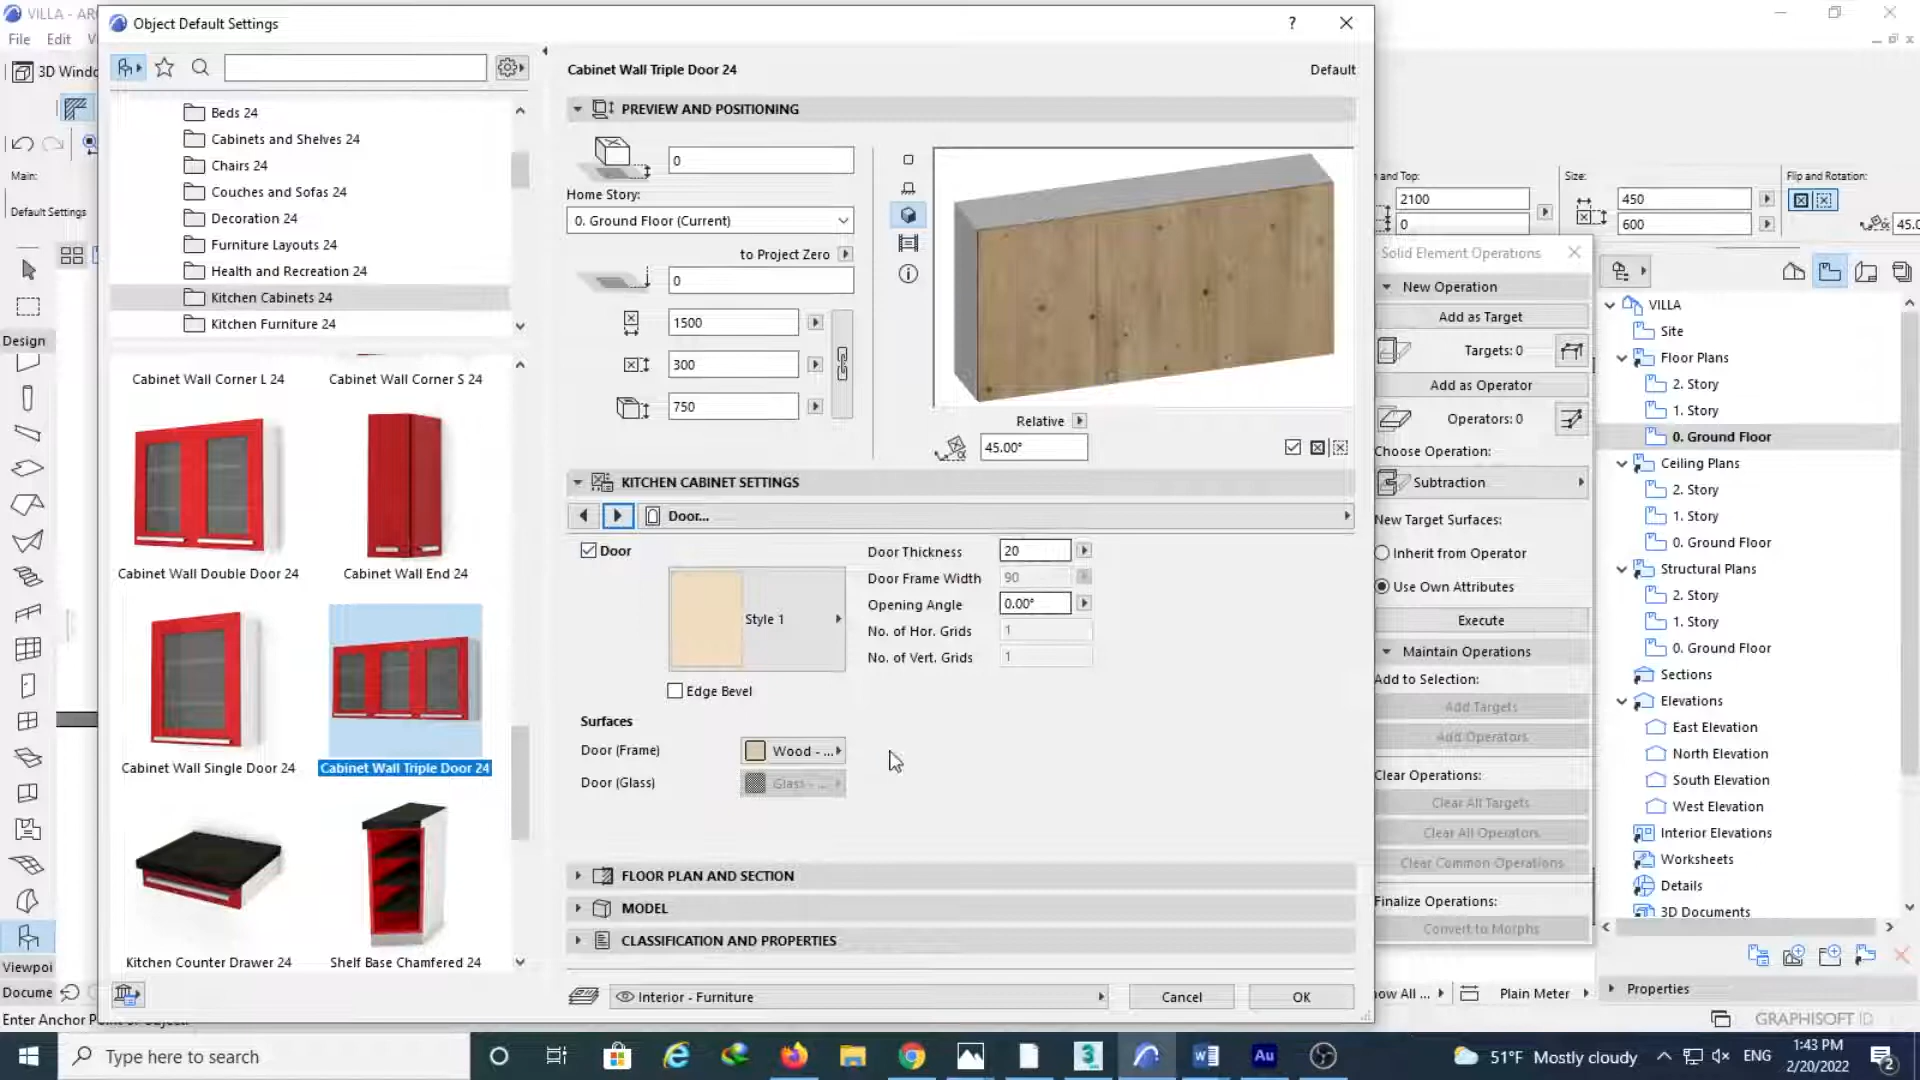 VILLA - AR
Object Default Settings
?
File Edit V
3D Windo
Main:
Default Settings
Design
Viewpoi
Docume
Beds 24
Cabinets and Shelves 24
Chairs 24
Couches and Sofas 24
Decoration 24
Furniture Layouts 24
Health and Recreation 24
Kitchen Cabinets 24
Kitchen Furniture 24
Cabinet Wall Corner L 24
Cabinet Wall Corner S 24
Cabinet Wall Double Door 24
Cabinet Wall End 24
Cabinet Wall Single Door 24
Cabinet Wall Triple Door 24
Kitchen Counter Drawer 24
Shelf Base Chamfered 24
Cabinet Wall Triple Door 24
Default
PREVIEW AND POSITIONING
0
Home Story:
0. Ground Floor (Current)
to Project Zero
0
1500
300
750
Relative
45.00°
KITCHEN CABINET SETTINGS
Door...
Door
Style 1
Door Thickness 20
Door Frame Width 90
Opening Angle 0.00°
No. of Hor. Grids 1
No. of Vert. Grids 1
Edge Bevel
Surfaces
Door (Frame) Wood - ...
Door (Glass) Glass - ...
FLOOR PLAN AND SECTION
MODEL
CLASSIFICATION AND PROPERTIES
Interior - Furniture
Cancel
OK
and Top:
2100
0
Size:
450
600
Flip and Rotation:
45.0
Solid Element Operations
New Operation
Add as Target
Targets: 0
Add as Operator
Operators: 0
Choose Operation:
Subtraction
New Target Surfaces:
Inherit from Operator
Use Own Attributes
Execute
Maintain Operations
Add to Selection:
Add Targets
Add Operators
Clear Operations:
Clear All Targets
Clear All Operators
Clear Common Operations
Finalize Operations:
Convert to Morphs
VILLA
Site
Floor Plans
2. Story
1. Story
0. Ground Floor
Ceiling Plans
2. Story
1. Story
0. Ground Floor
Structural Plans
2. Story
1. Story
0. Ground Floor
Sections
Elevations
East Elevation
North Elevation
South Elevation
West Elevation
Interior Elevations
Worksheets
Details
3D Documents
Properties
ow All ...
Plain Meter
Enter Anchor Point of Object.
GRAPHISOFT ID
Type here to search
Au
51°F Mostly cloudy
ENG
1:43 PM
2/20/2022
2